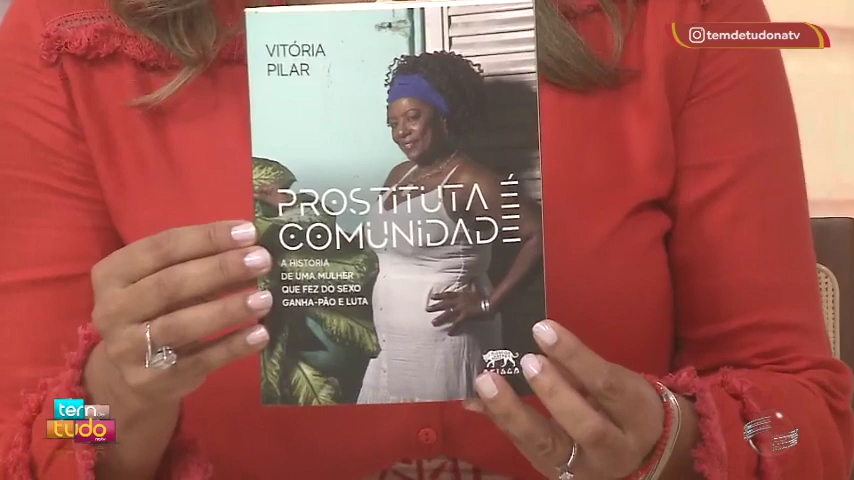 temdetudonatv
VITÓRIA
PILAR
PROSTITUTA É
COMUNIDADE
A HISTÓRIA
DE UMA MULHER
QUE FEZ DO SEXO
GANHA-PÃO E LUTA
tem
tudo